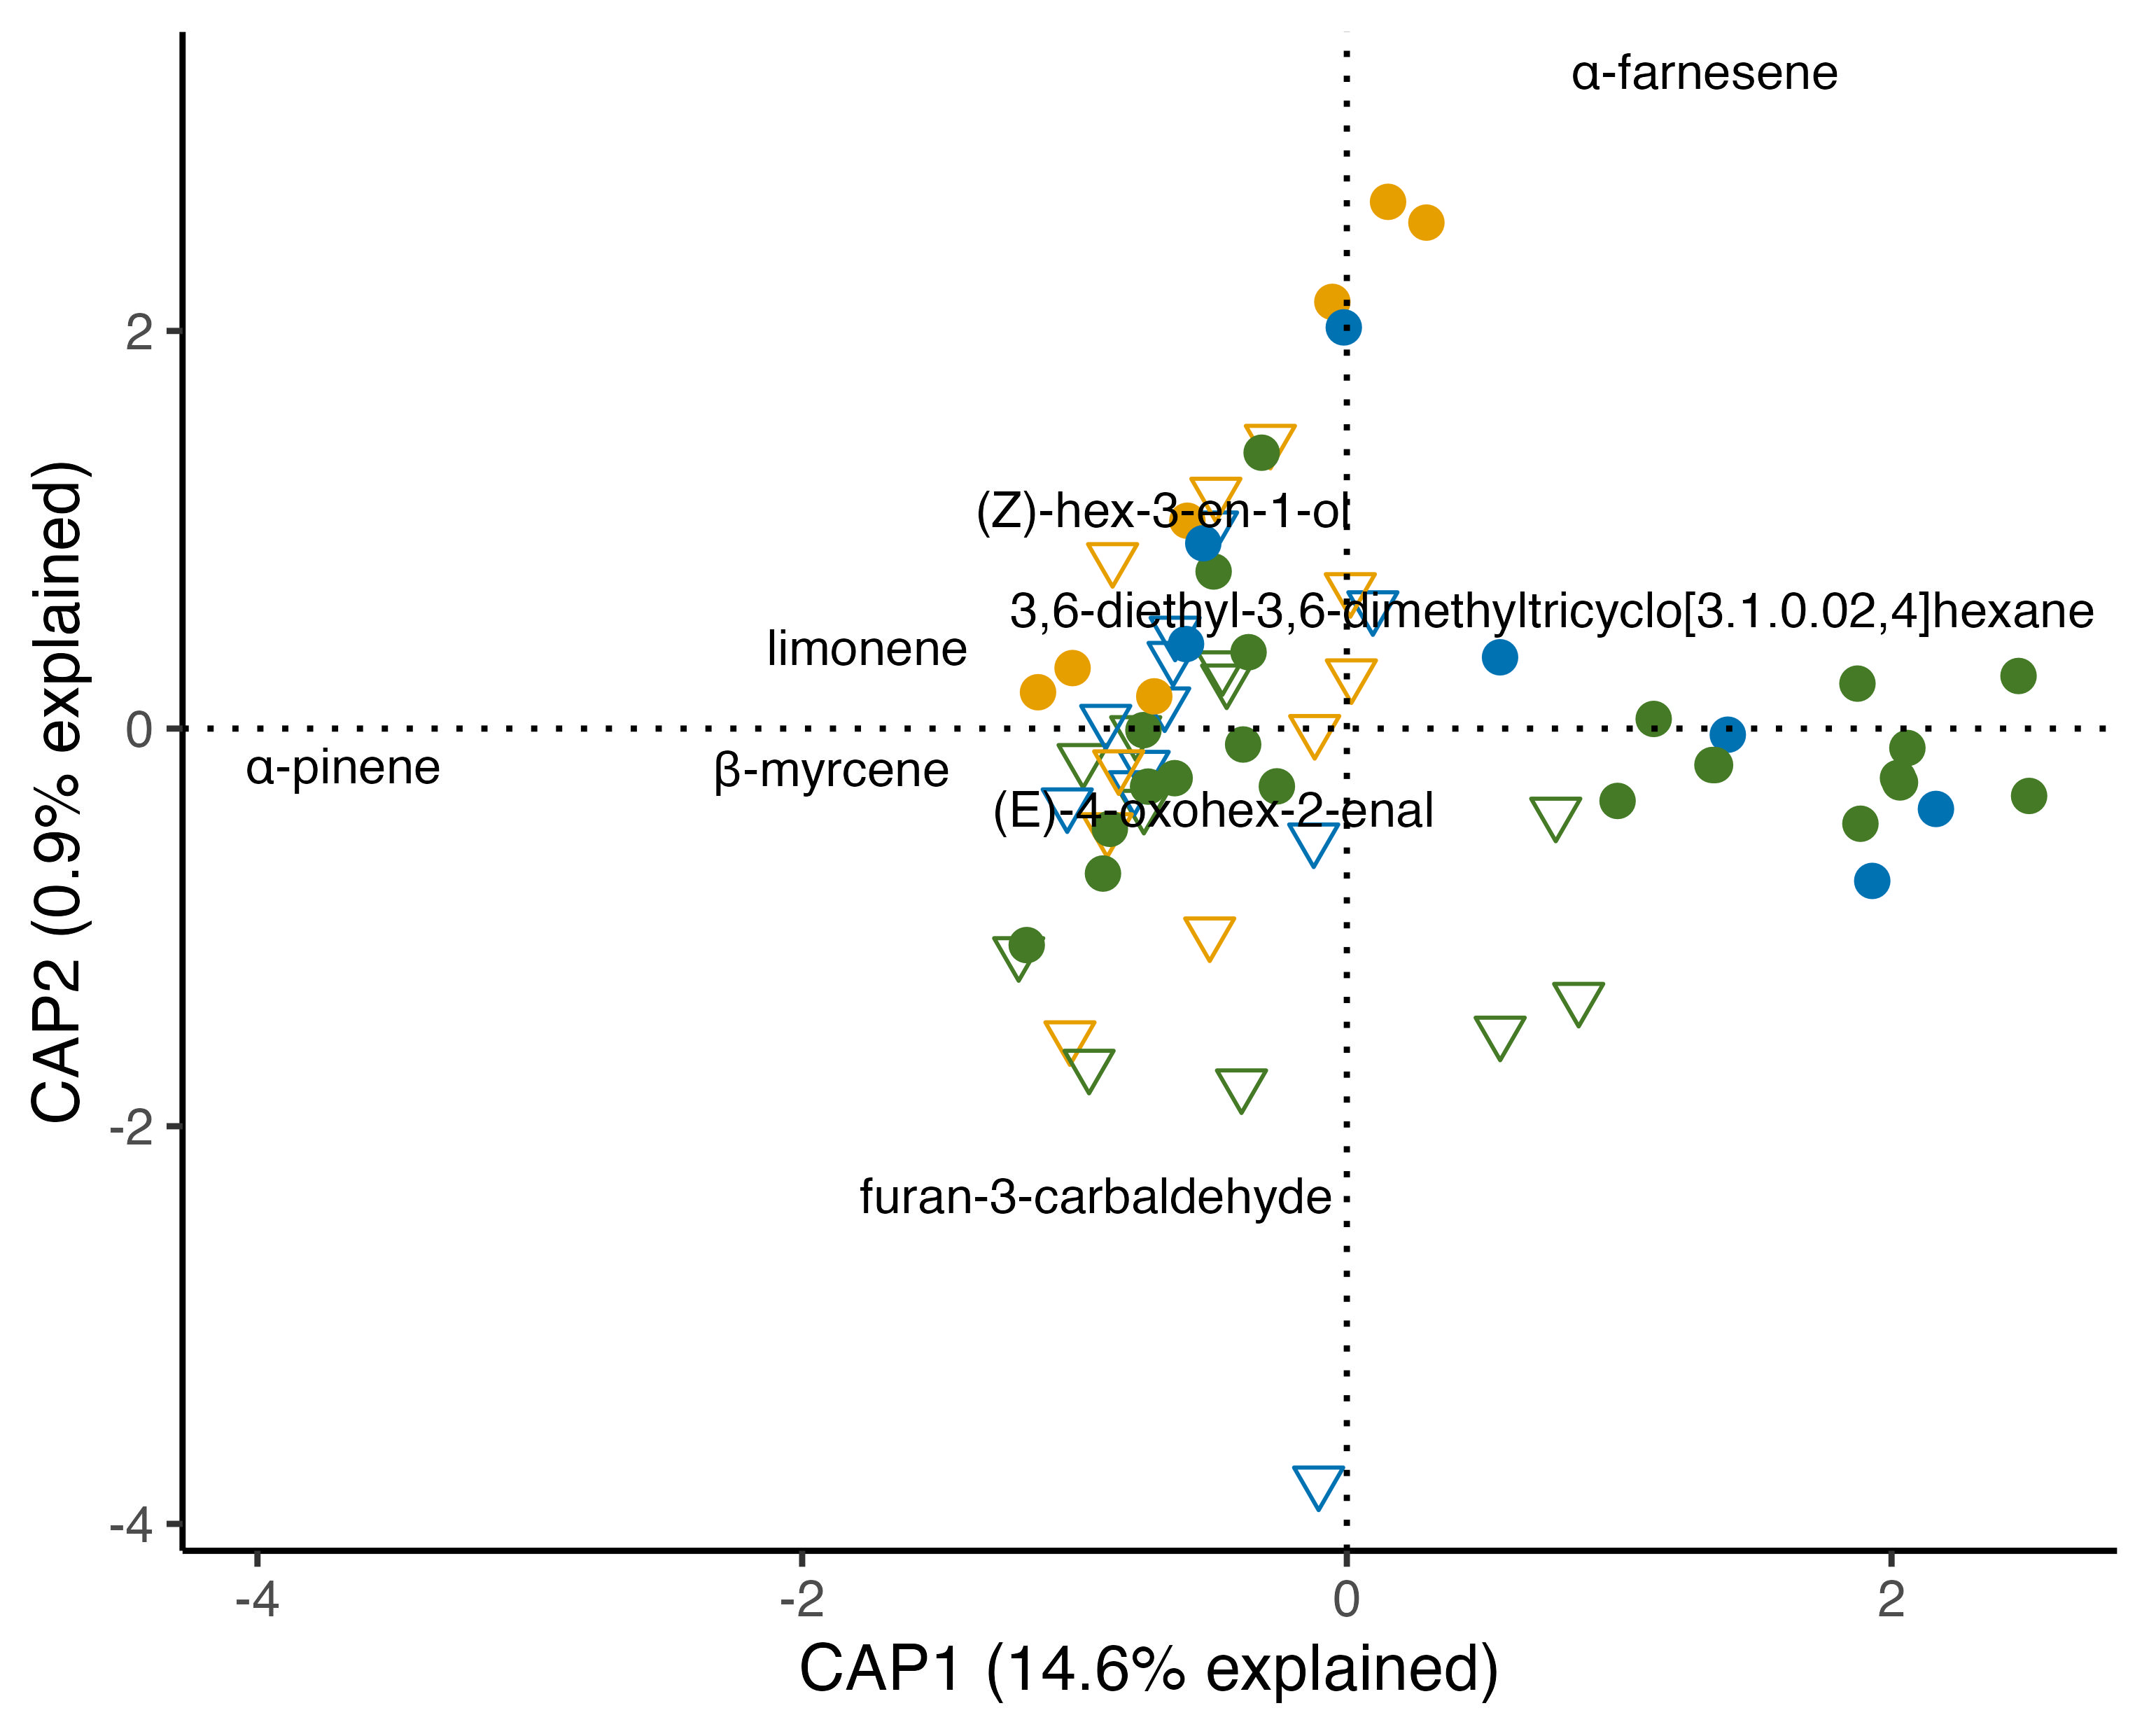 α-farnesene
2
(Z)-hex-3-en-1-ol
3,6-diethyl-3,6-dimethyltricyclo[3.1.0.02,4]hexane
limonene
0
α-pinene
β-myrcene
(E)-4-oxohex-2-enal
CAP2 (0.9% explained)
-2
furan-3-carbaldehyde
-4
-4
-2
0
2
CAP1 (14.6% explained)